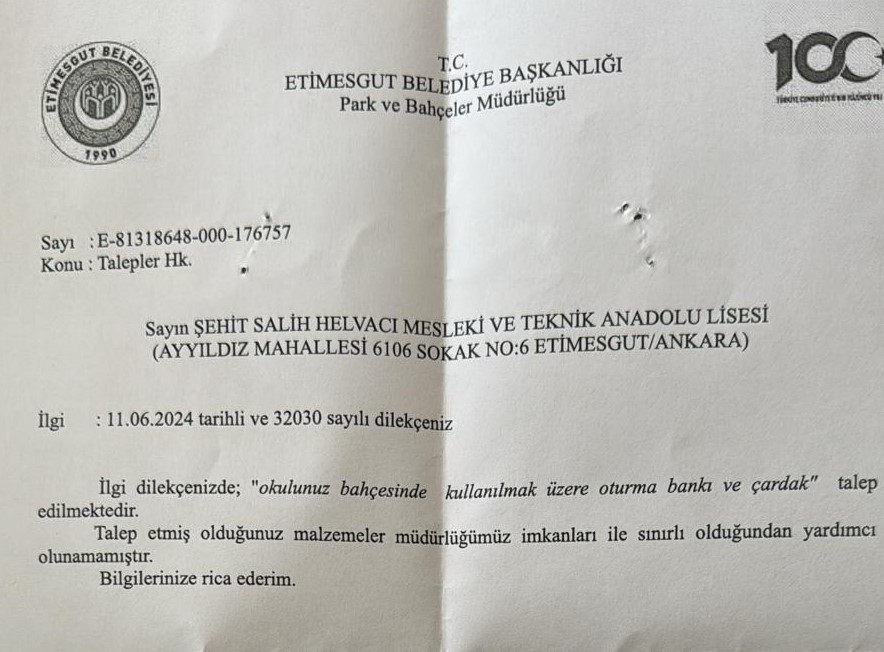 ETİMESGUT BELEDİYESİ
1990
T.C.
ETİMESGUT BELEDİYE BAŞKANLIĞI
Park ve Bahçeler Müdürlüğü
100
Sayı : E-81318648-000-176757
Konu : Talepler Hk.
Sayın ŞEHİT SALİH HELVACI MESLEKİ VE TEKNİK ANADOLU LİSESİ
(AYYILDIZ MAHALLESİ 6106 SOKAK NO:6 ETİMESGUT/ANKARA)
İlgi : 11.06.2024 tarihli ve 32030 sayılı dilekçeniz
İlgi dilekçenizde; "okulunuz bahçesinde kullanılmak üzere oturma bankı ve çardak" talep
edilmektedir.
Talep etmiş olduğunuz malzemeler müdürlüğümüz imkanları ile sınırlı olduğundan yardımcı
olunamamıştır.
Bilgilerinize rica ederim.